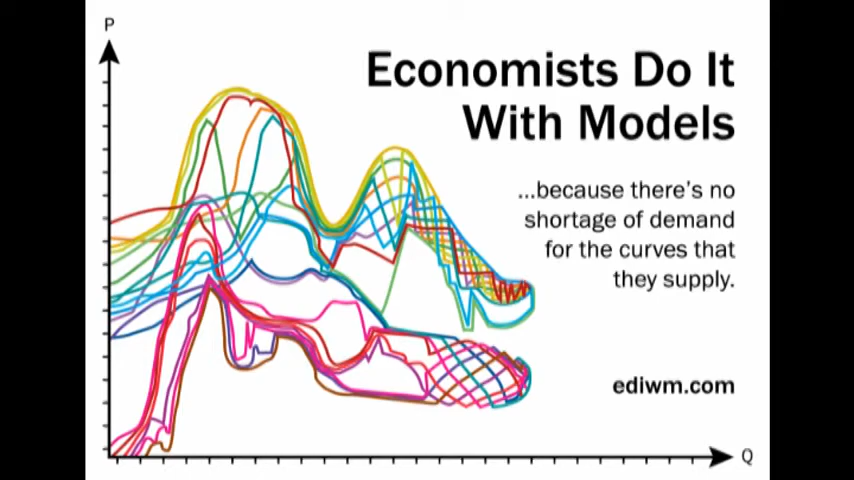 P
Economists Do It
With Models
...because there's no
shortage of demand
for the curves that
they supply.
ediwm.com
Q